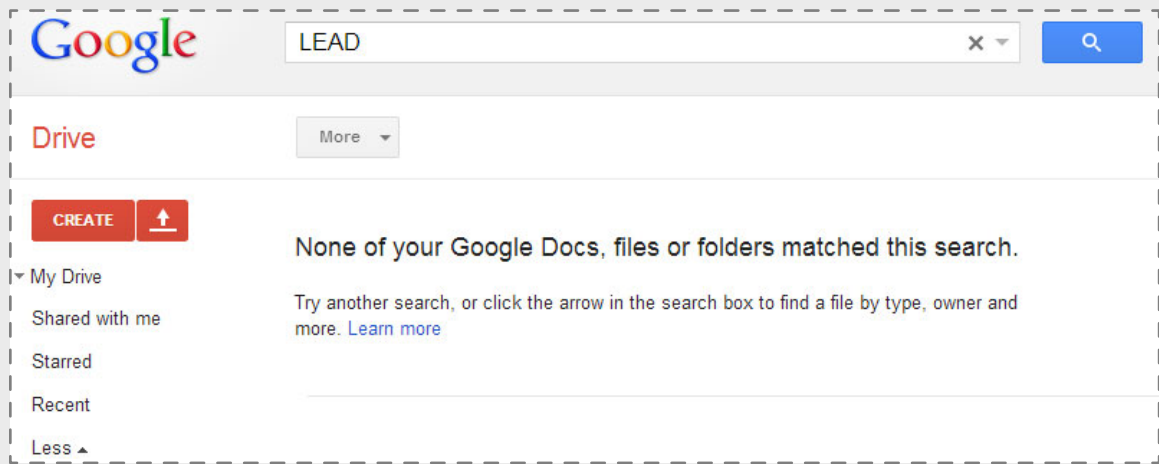 Google
LEAD
Drive
More
CREATE
None of your Google Docs, files or folders matched this search.
My Drive
Try another search, or click the arrow in the search box to find a file by type, owner and
Shared with me
more. Learn more
Starred
Recent
Less